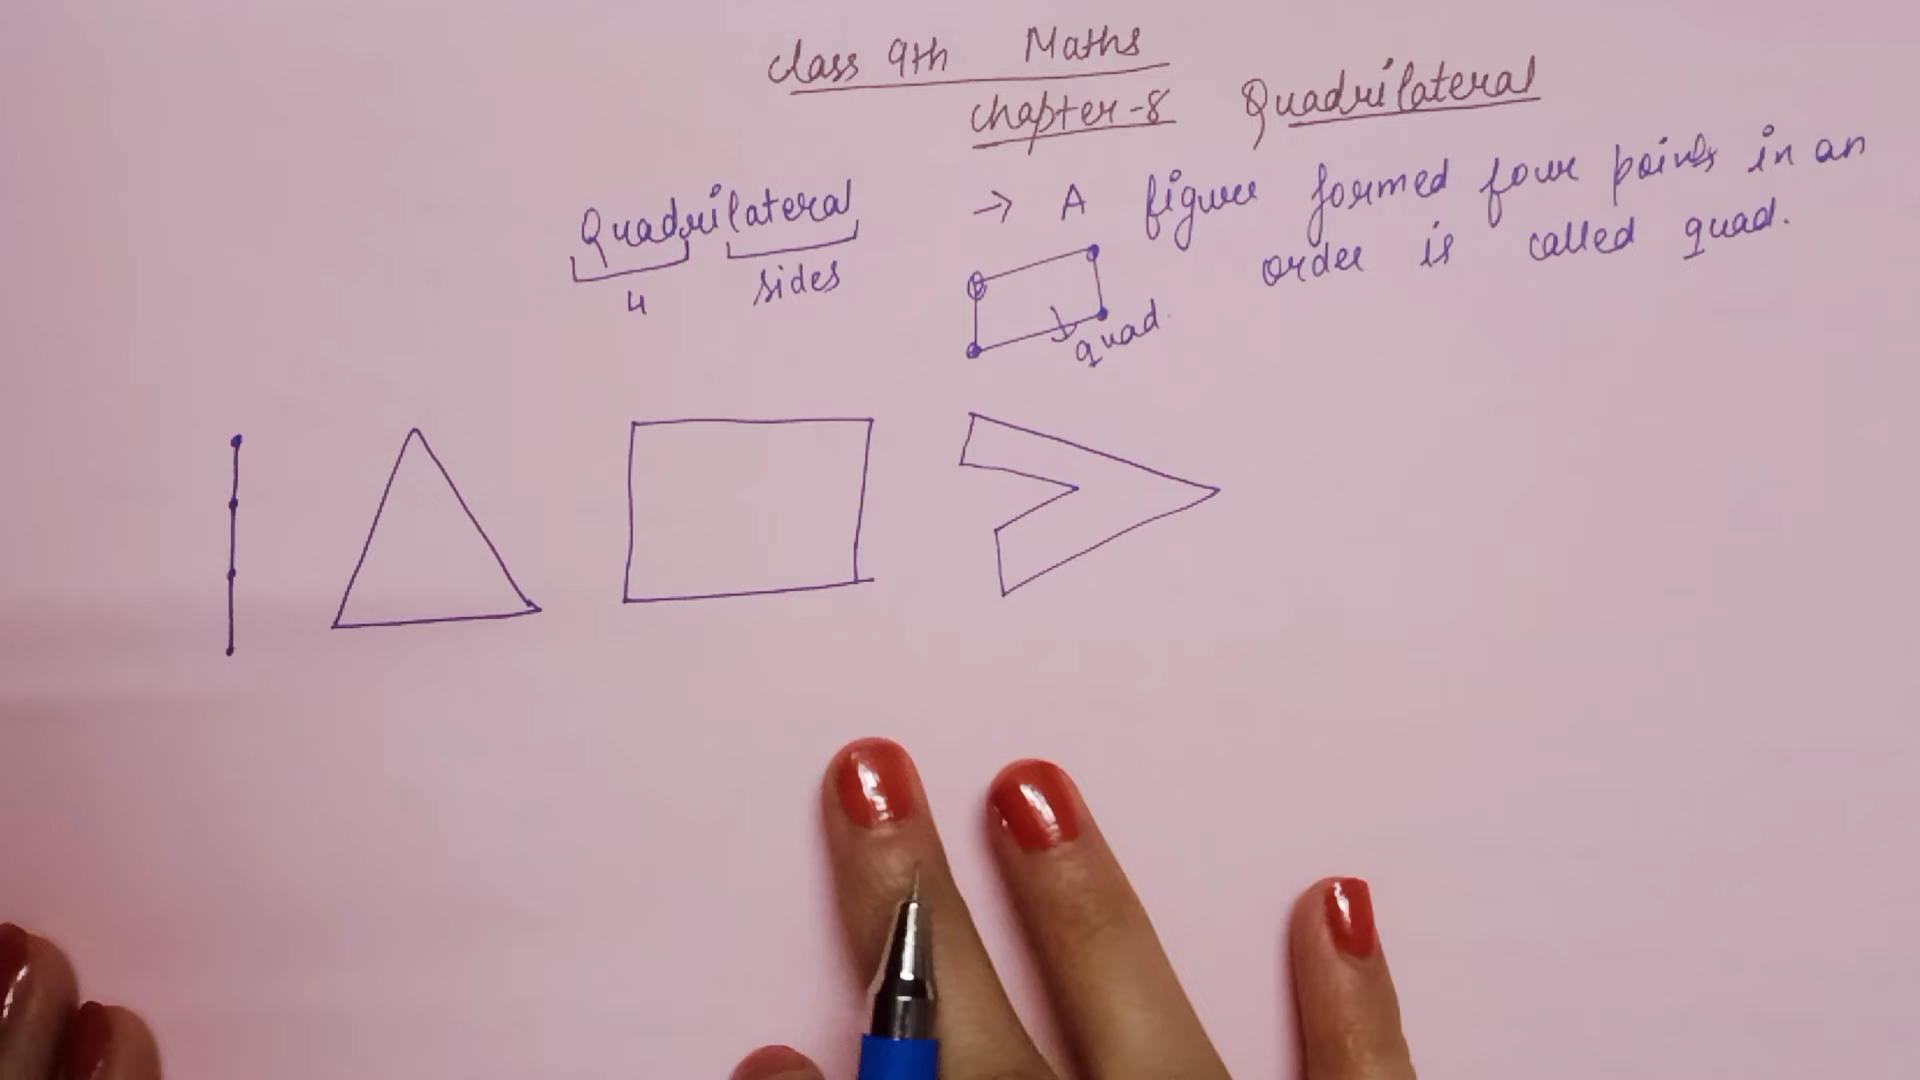 Class 9th Maths
Chapter-8 Quadrilateral
Quadrilateral → A figure formed four points in an
order is called quad.
4 sides
quad.